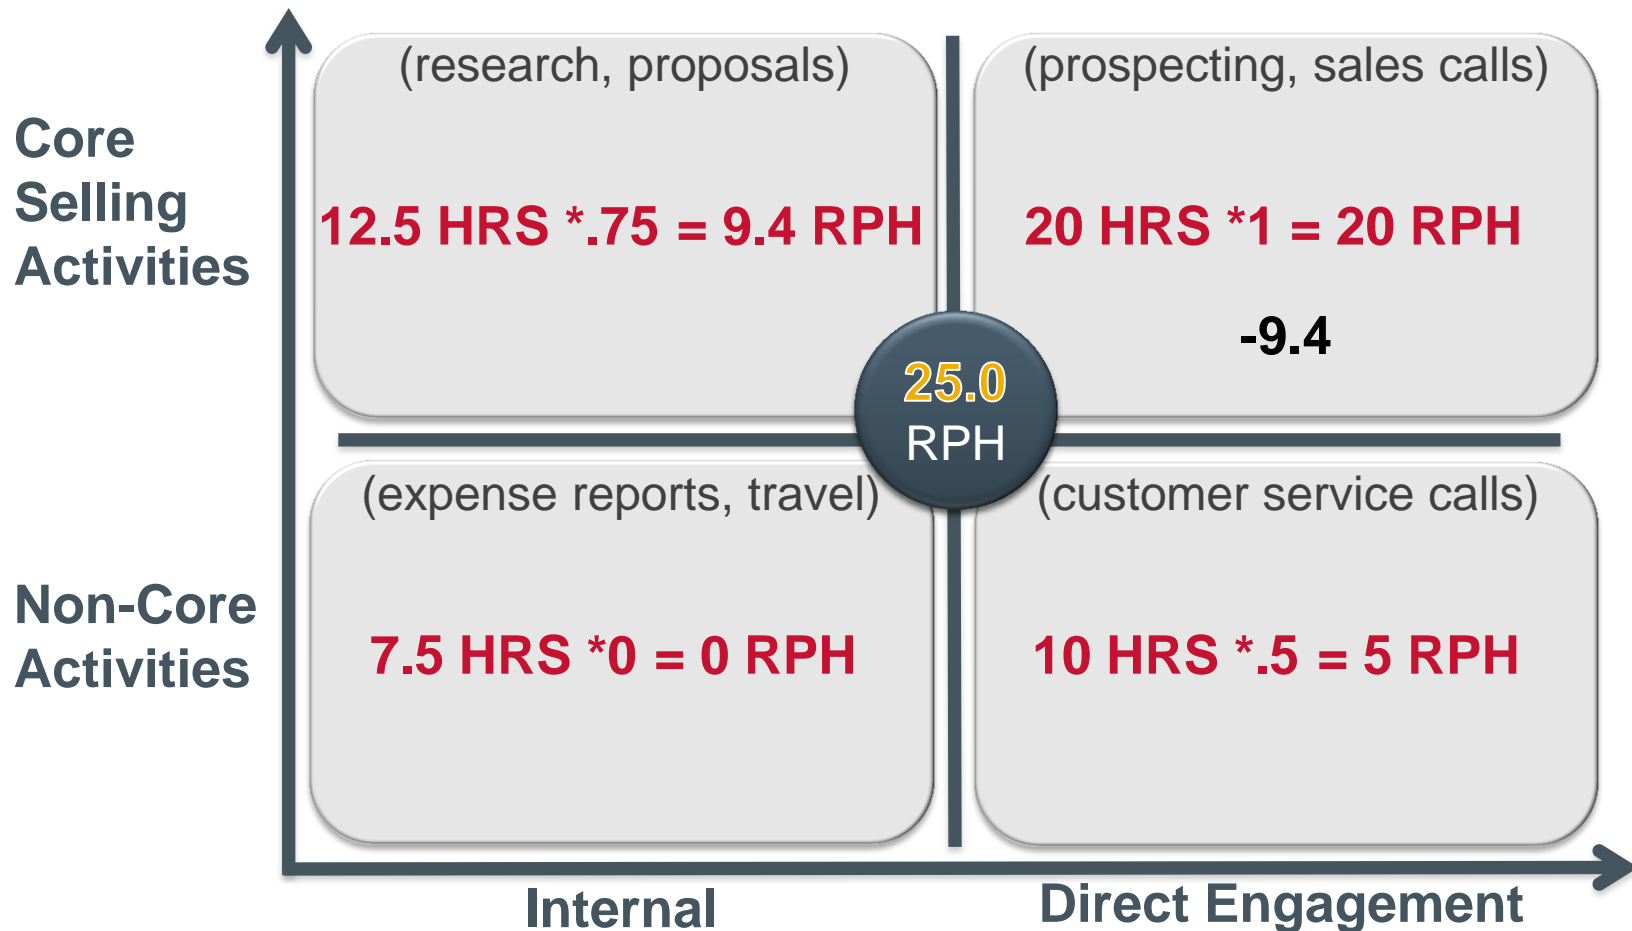 Core
Selling
Activities
(research, proposals)
12.5 HRS *.75 = 9.4 RPH
(prospecting, sales calls)
20 HRS *1 = 20 RPH
-9.4
25.0
RPH
Non-Core
Activities
(expense reports, travel)
7.5 HRS *0 = 0 RPH
(customer service calls)
10 HRS *.5 = 5 RPH
Internal
Direct Engagement